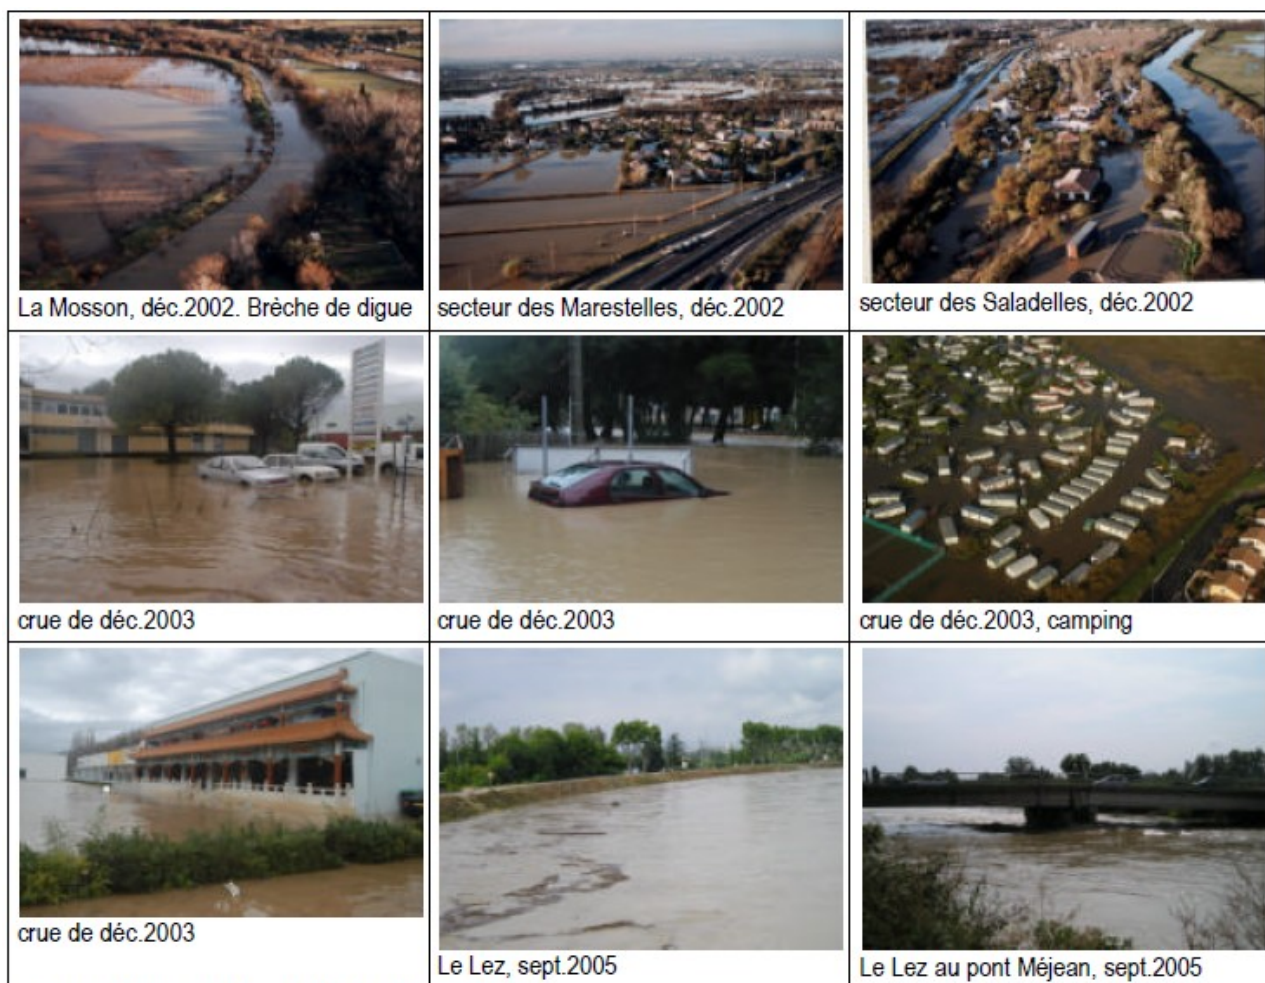 La Mosson, déc.2002. Brèche de digue
secteur des Marestelles, déc.2002
secteur des Saladelles, déc.2002
crue de déc.2003
crue de déc.2003
crue de déc.2003, camping
crue de déc.2003
Le Lez, sept.2005
Le Lez au pont Méjean, sept.2005